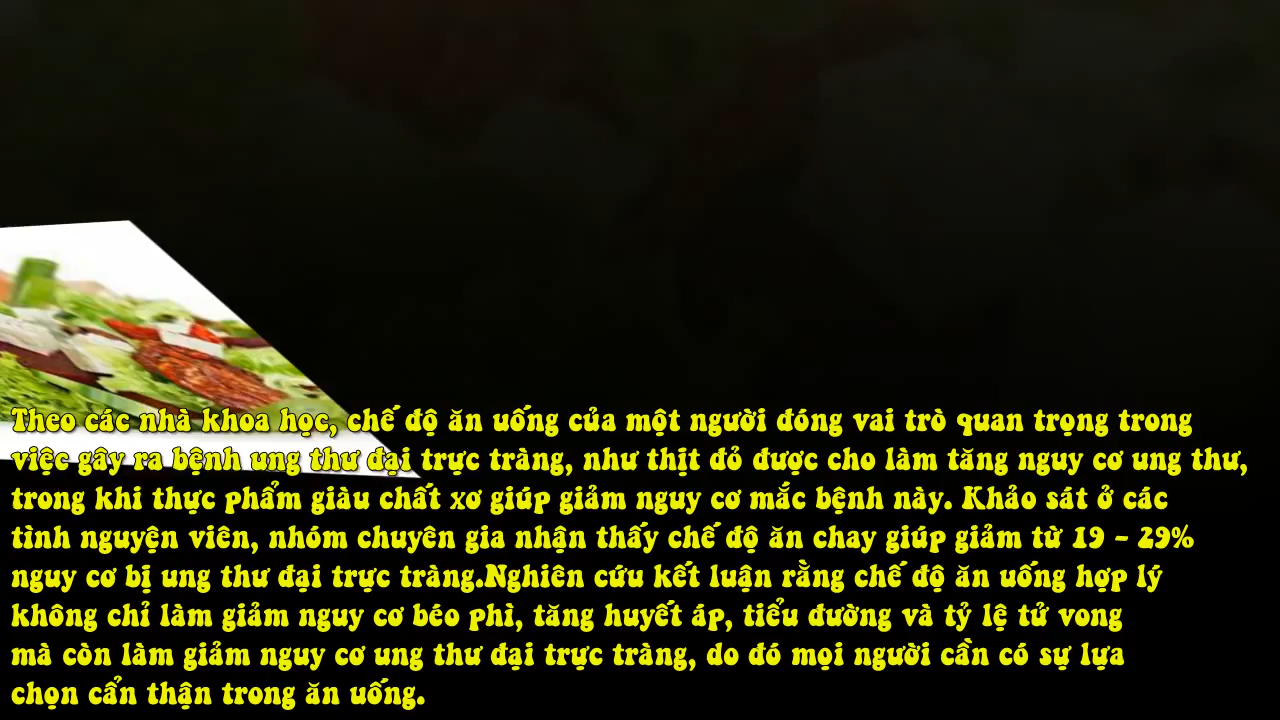 Theo các nhà khoa học, chế độ ăn uống của một người đóng vai trò quan trọng trong
việc gây ra bệnh ung thư đại trực tràng, như thịt đỏ được cho làm tăng nguy cơ ung thư,
trong khi thực phẩm giàu chất xơ giúp giảm nguy cơ mắc bệnh này. Khảo sát ở các
tình nguyện viên, nhóm chuyên gia nhận thấy chế độ ăn chay giúp giảm từ 19 – 29%
nguy cơ bị ung thư đại trực tràng.Nghiên cứu kết luận rằng chế độ ăn uống hợp lý
không chỉ làm giảm nguy cơ béo phì, tăng huyết áp, tiểu đường và tỷ lệ tử vong
mà còn làm giảm nguy cơ ung thư đại trực tràng, do đó mọi người cần có sự lựa
chọn cẩn thận trong ăn uống.